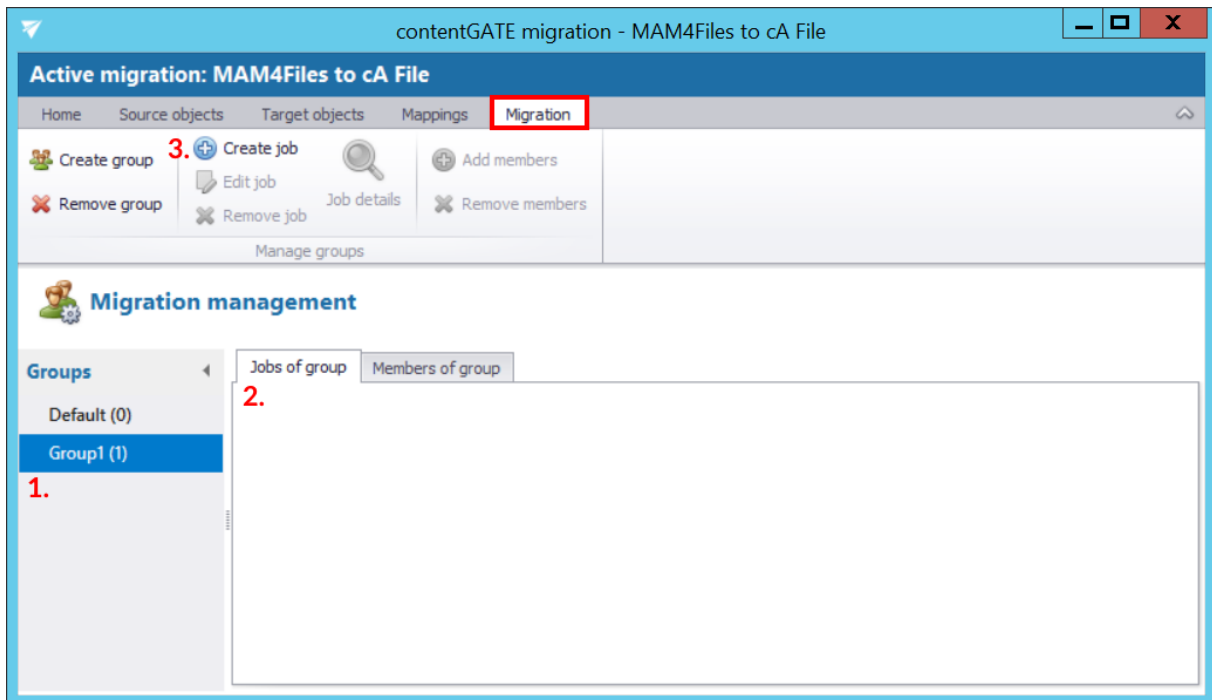 contentGATE migration - MAM4Files to cA File
X
Active migration: MAM4Files to cA File
Home Source objects Target objects Mappings Migration
Create group
Remove group
3. Create job
Edit job
Remove job
Job details
Add members
Remove members
Manage groups
Migration management
Groups
Default (0)
Group1 (1)
1.
Jobs of group Members of group
2.